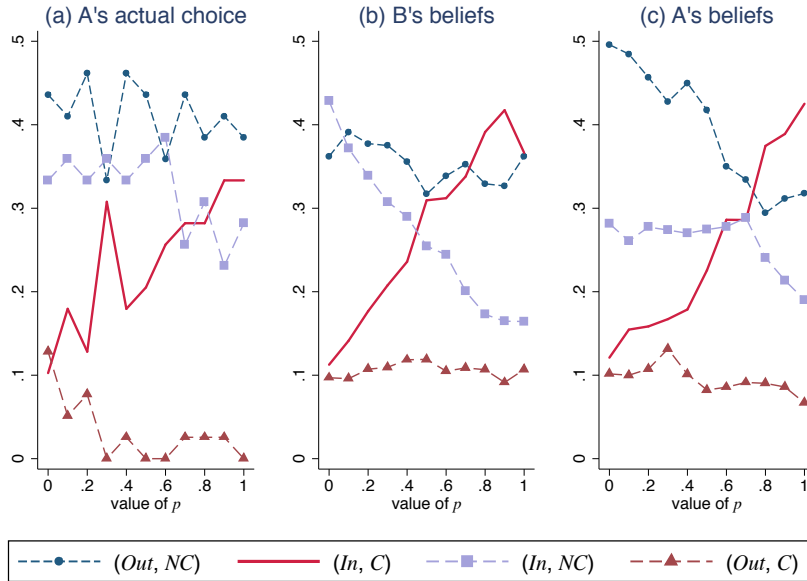 (a) A's actual choice
(b) B's beliefs
(c) A's beliefs
.5
.4
.3
.2
.1
0
0 .2 .4 .6 .8 1
value of p
.5
.4
.3
.2
.1
0
0 .2 .4 .6 .8 1
value of p
.5
.4
.3
.2
.1
0
0 .2 .4 .6 .8 1
value of p
(Out, NC) (In, C) (In, NC) (Out, C)